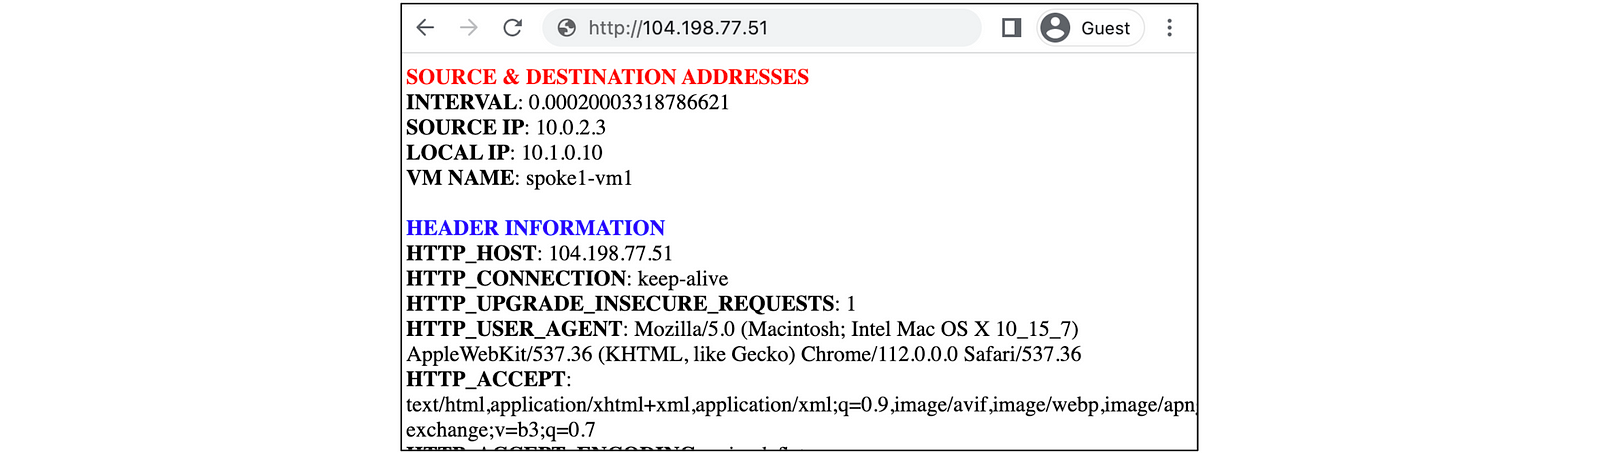 http://104.198.77.51
Guest
SOURCE & DESTINATION ADDRESSES
INTERVAL: 0.00020003318786621
SOURCE IP: 10.0.2.3
LOCAL IP: 10.1.0.10
VM NAME: spoke1-vm1
HEADER INFORMATION
HTTP_HOST: 104.198.77.51
HTTP_CONNECTION: keep-alive
HTTP_UPGRADE_INSECURE_REQUESTS: 1
HTTP_USER_AGENT: Mozilla/5.0 (Macintosh; Intel Mac OS X 10_15_7)
AppleWebKit/537.36 (KHTML, like Gecko) Chrome/112.0.0.0 Safari/537.36
HTTP_ACCEPT:
text/html,application/xhtml+xml,application/xml;q=0.9,image/avif,image/webp,image/apn
exchange;v=b3;q=0.7